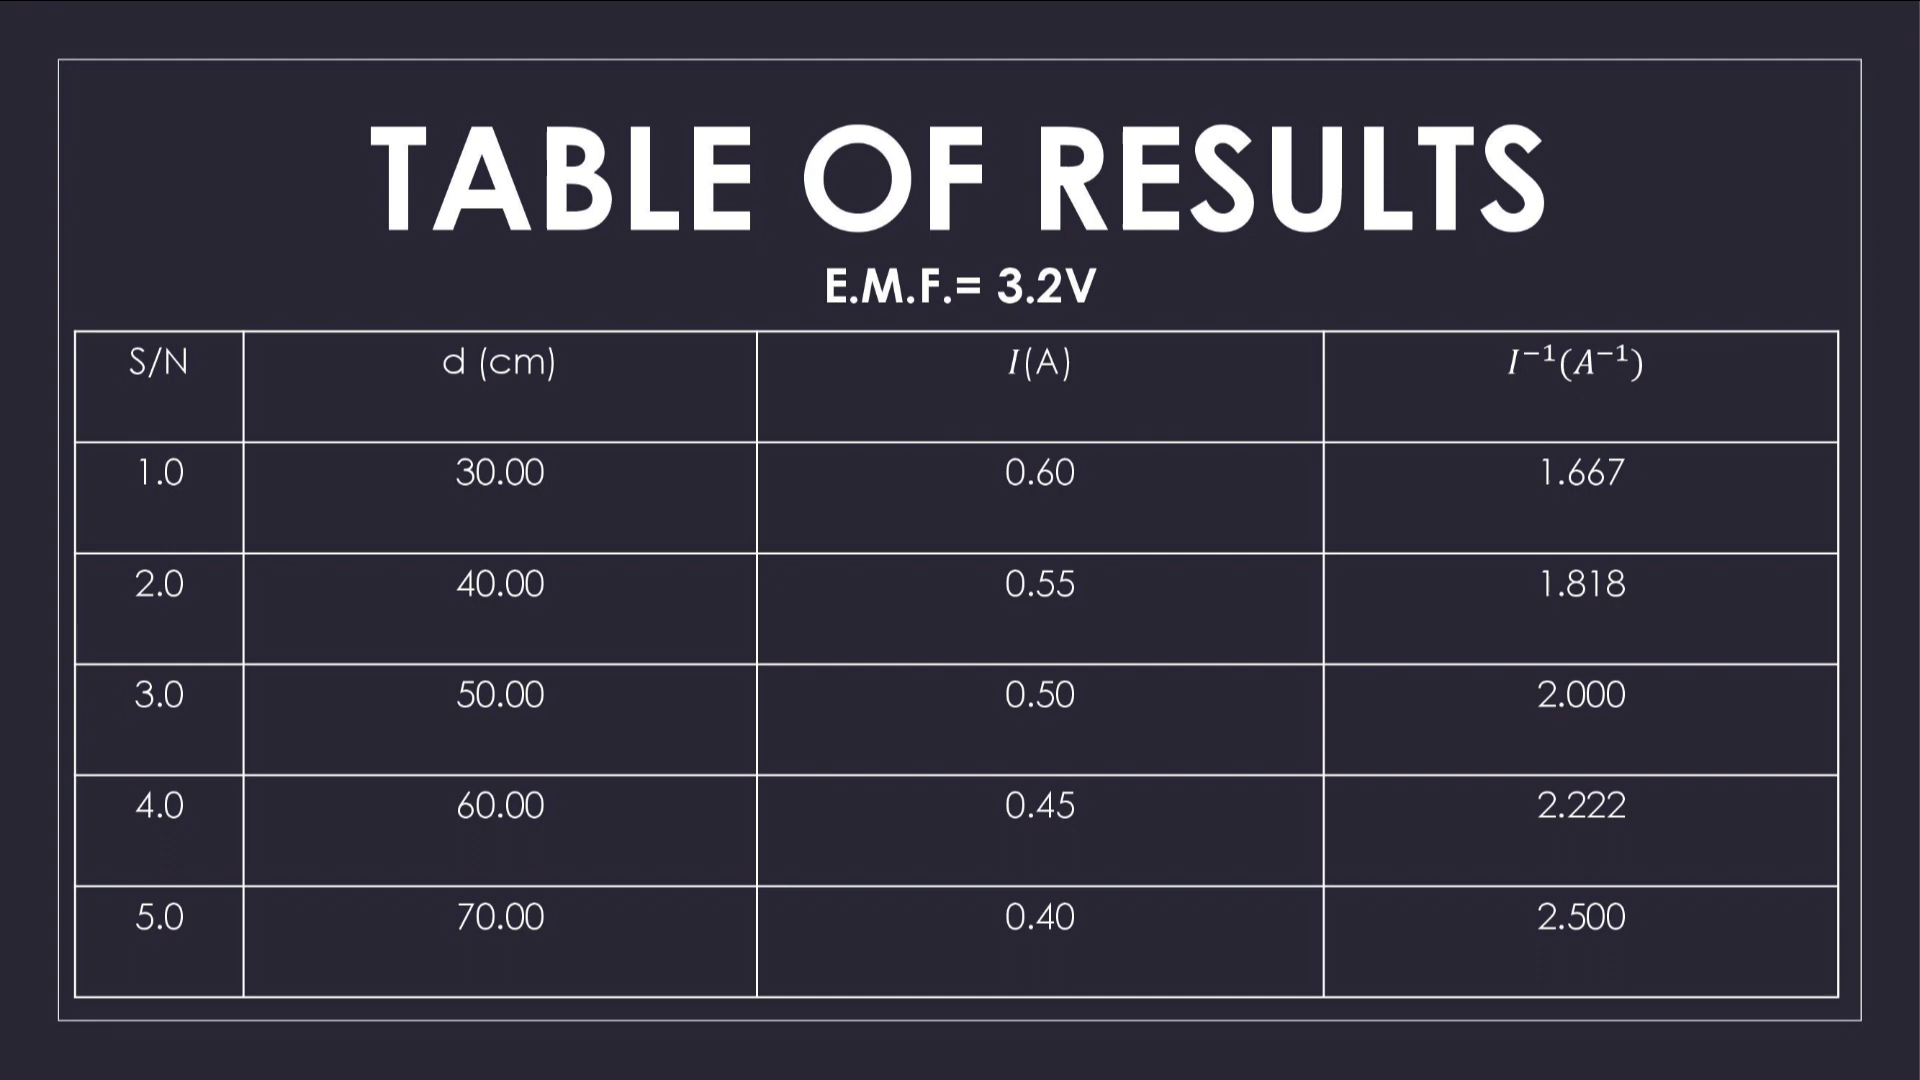 TABLE OF RESULTS
E.M.F.= 3.2V
S/N d (cm) I(A) I⁻¹(A⁻¹)
1.0 30.00 0.60 1.667
2.0 40.00 0.55 1.818
3.0 50.00 0.50 2.000
4.0 60.00 0.45 2.222
5.0 70.00 0.40 2.500